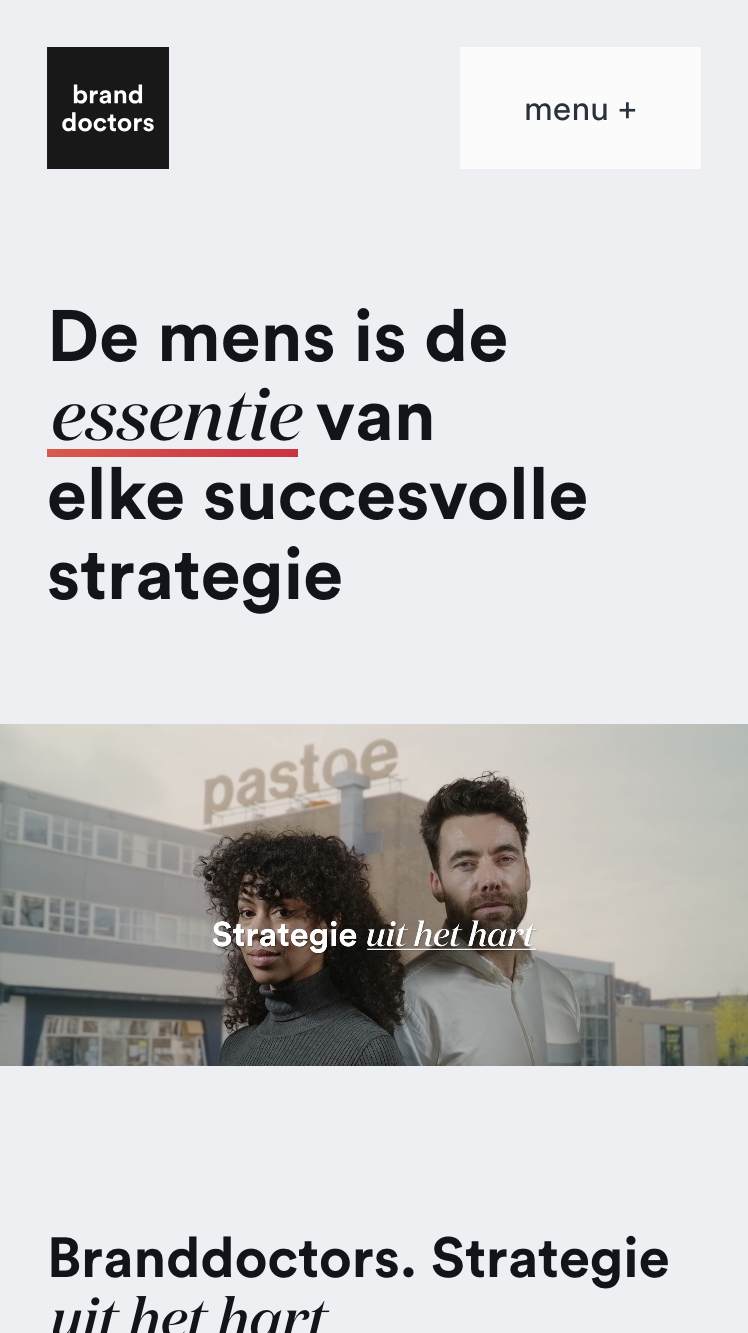 brand
doctors
menu +
De mens is de
essentie van
elke succesvolle
strategie
pastoe
Strategie uit het hart
Branddoctors. Strategie
uit het hart